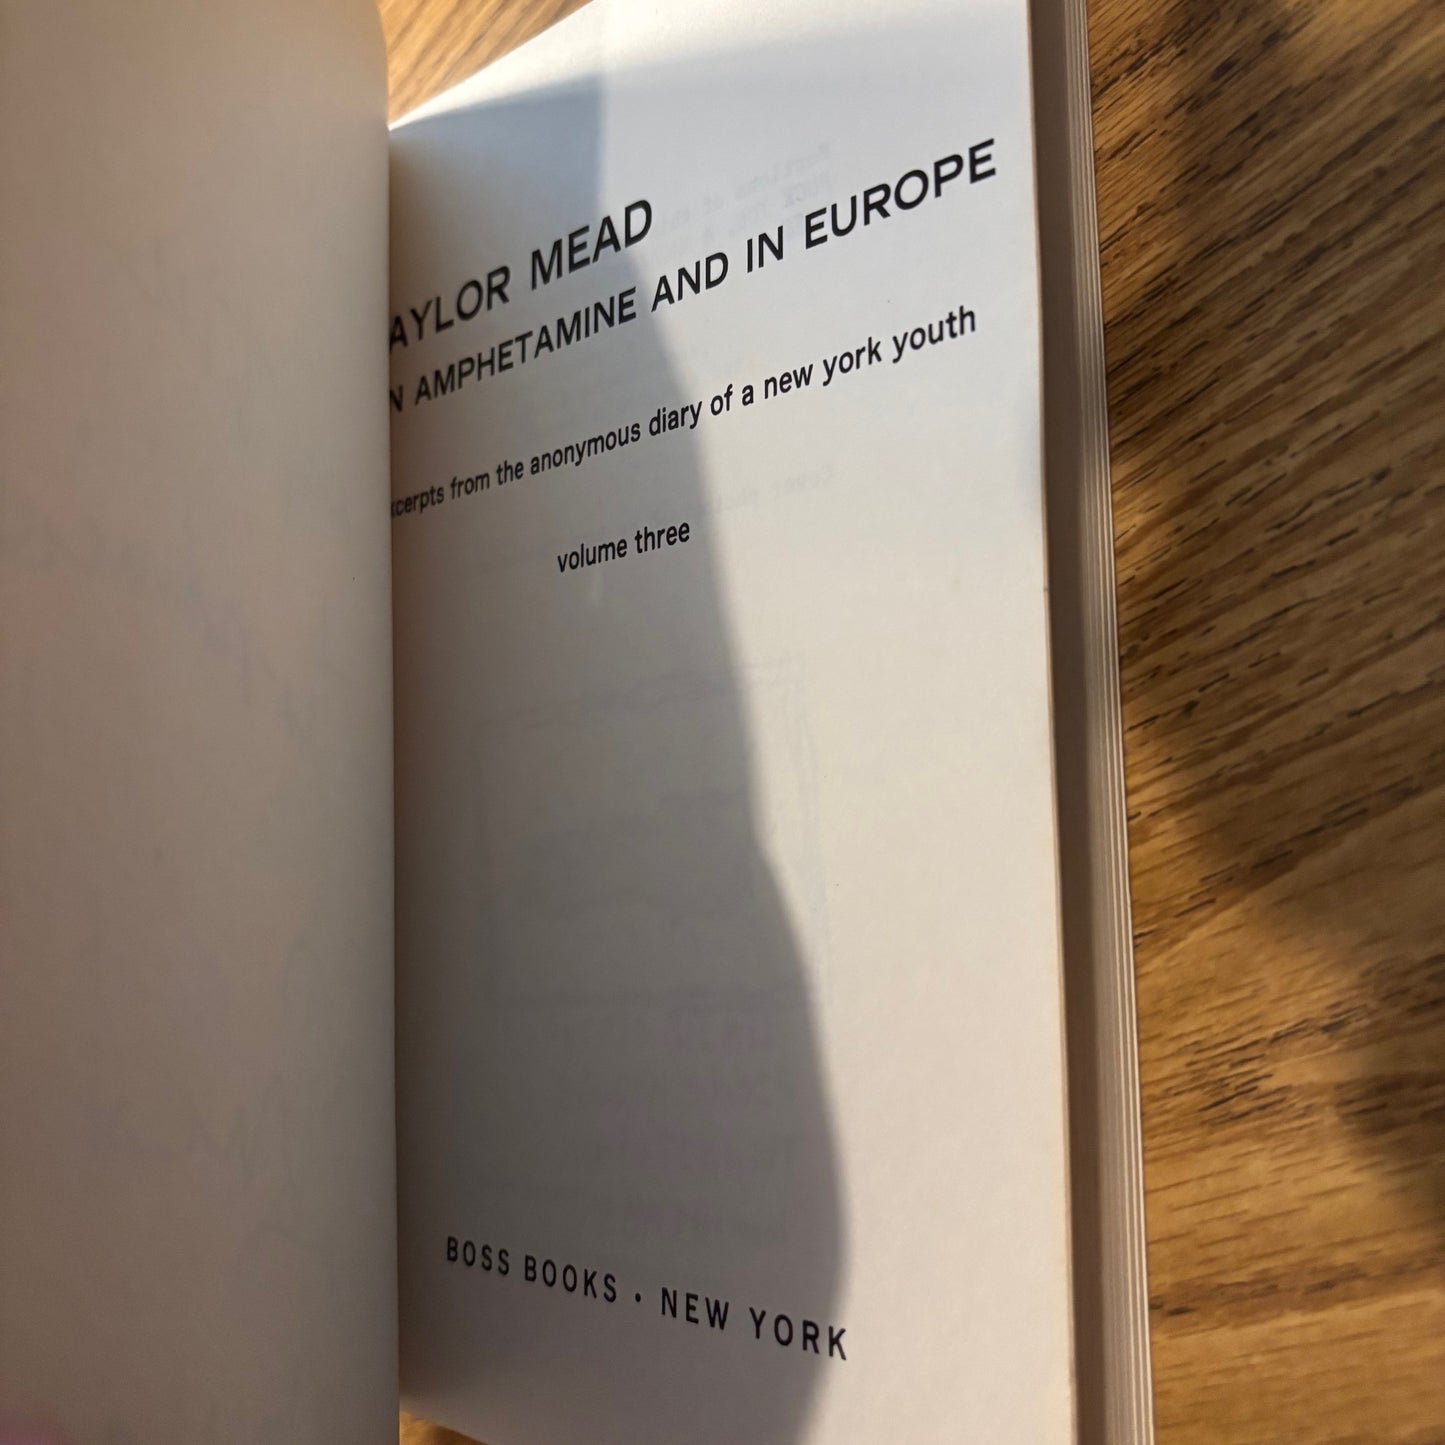 AYLOR MEAD
N AMPHETAMINE AND IN EUROPE
xcerpts from the anonymous diary of a new york youth
volume three
BOSS BOOKS • NEW YORK